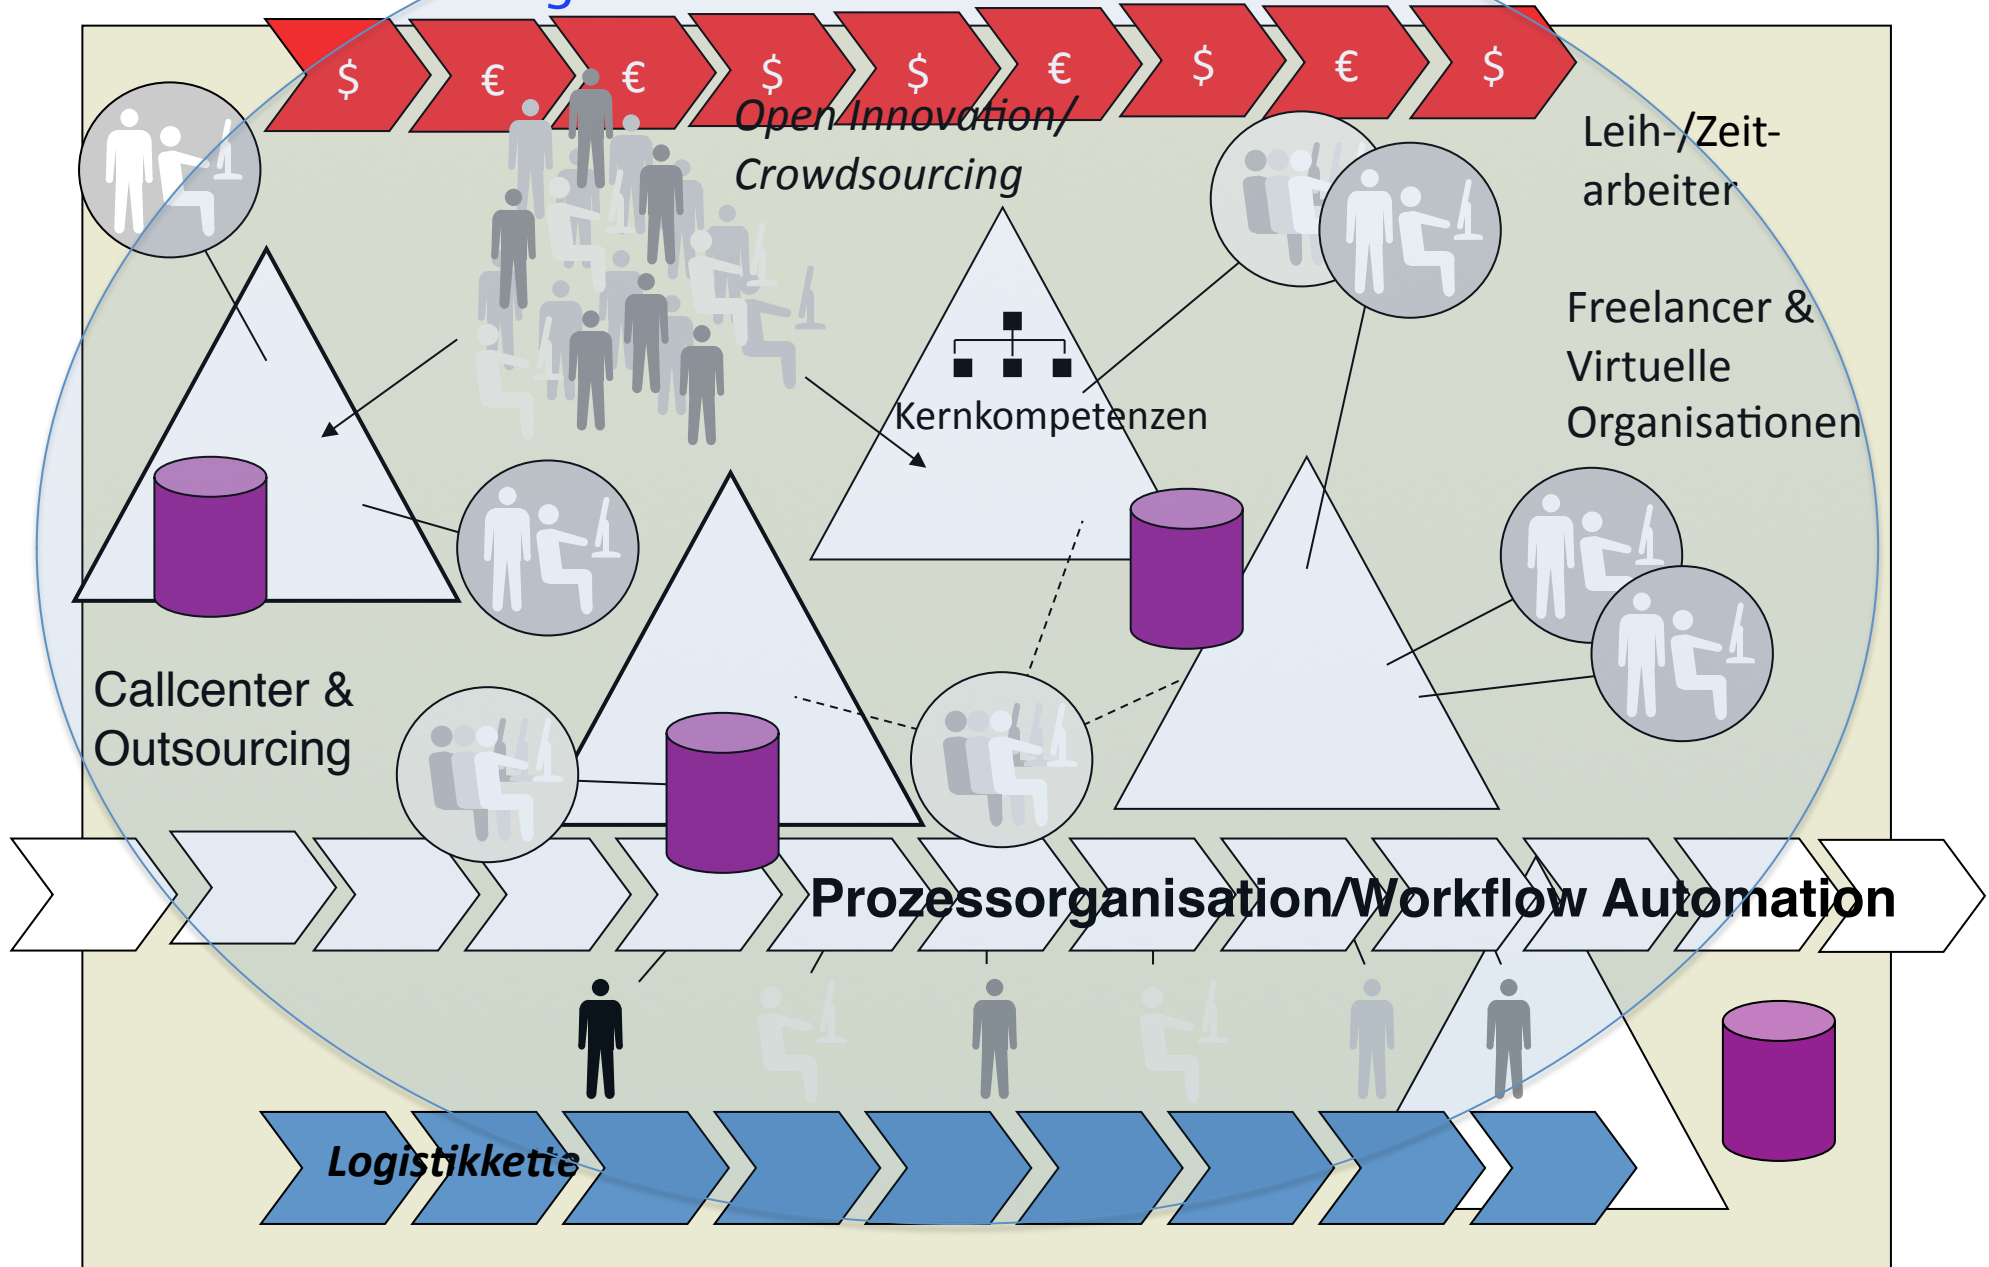 g
$ € € $ $ € $ € $
Open Innovation/
Crowdsourcing
Leih-/Zeit-
arbeiter
Freelancer &
Virtuelle
Organisationen
Kernkompetenzen
Callcenter &
Outsourcing
Prozessorganisation/Workflow Automation
Logistikkette